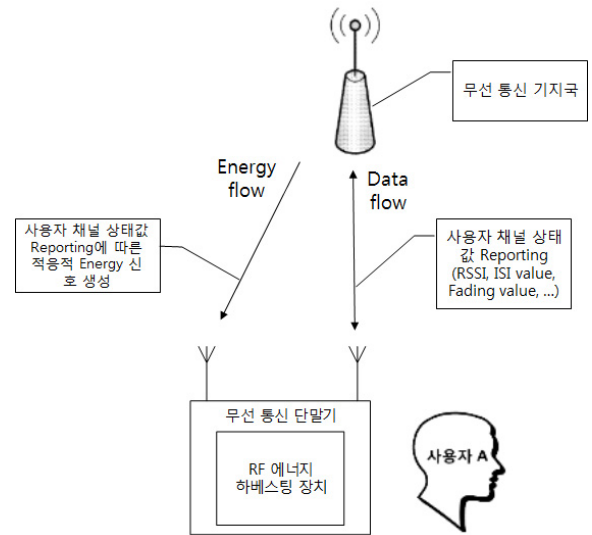 무선 통신 기지국
Energy
flow
Data
flow
사용자 채널 상태값
Reporting에 따른
적응적 Energy 신
호 생성
사용자 채널 상태
값 Reporting
(RSSI, ISI value,
Fading value, ...)
무선 통신 단말기
RF 에너지
하베스팅 장치
사용자 A